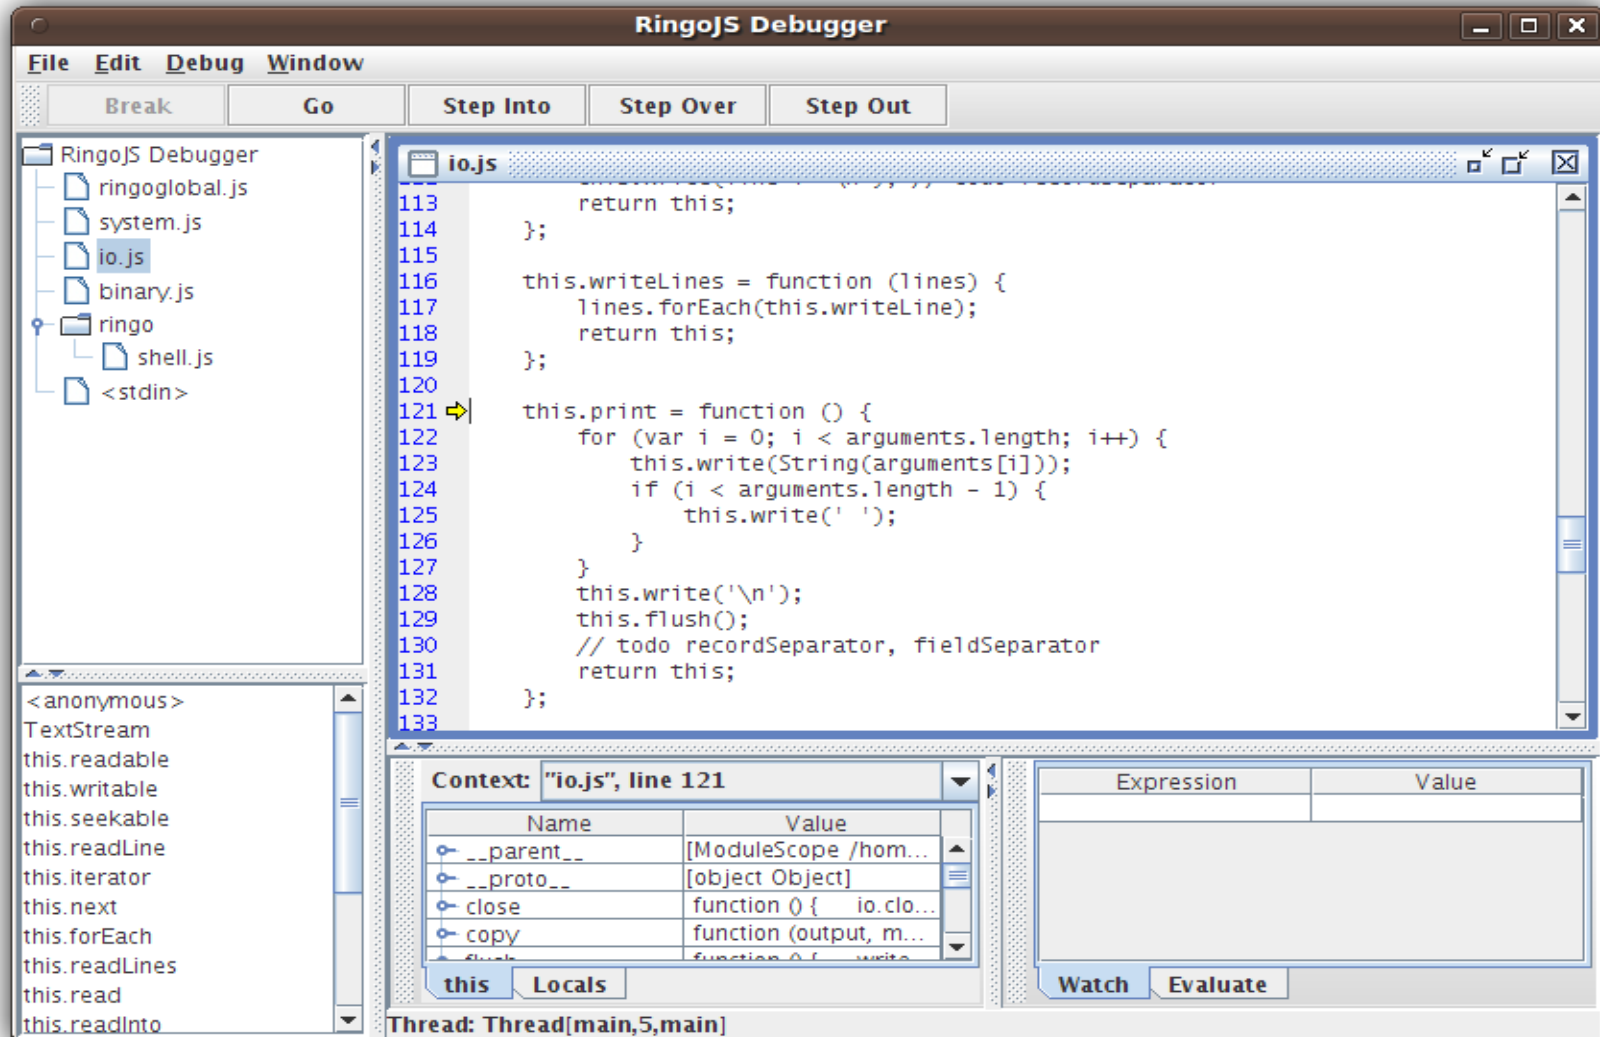 RingoJS Debugger
File Edit Debug Window
Break Go Step Into Step Over Step Out
RingoJS Debugger
ringoglobal.js
system.js
io.js
binary.js
ringo
shell.js
<stdin>
<anonymous>
TextStream
this.readable
this.writable
this.seekable
this.readLine
this.iterator
this.next
this.forEach
this.readLines
this.read
this.readInto
io.js
113 return this;
114 };
115
116 this.writeLines = function (lines) {
117 lines.forEach(this.writeLine);
118 return this;
119 };
120
121 this.print = function () {
122 for (var i = 0; i < arguments.length; i++) {
123 this.write(String(arguments[i]));
124 if (i < arguments.length - 1) {
125 this.write(' ');
126 }
127 }
128 this.write('\n');
129 this.flush();
130 // todo recordSeparator, fieldSeparator
131 return this;
132 };
133
Context: "io.js", line 121
Name Value
__parent__ [ModuleScope /hom...
__proto__ [object Object]
close function () { io.clo...
copy function (output, m...
this Locals
Expression Value
Watch Evaluate
Thread: Thread[main,5,main]